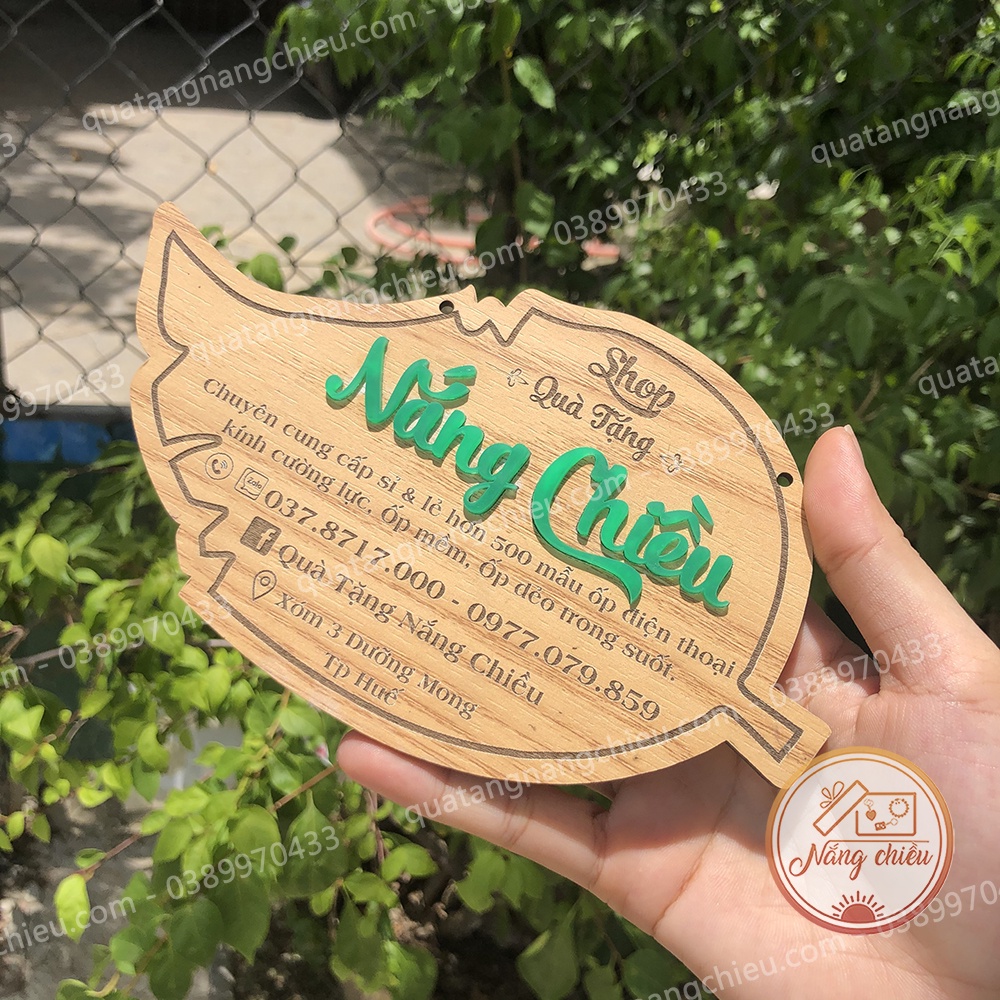 Shop
Quà Tặng
Nắng Chiều
Chuyên cung cấp sỉ & lẻ hơn 500 mẫu ốp điện thoại
kính cường lực. Ốp mềm, ốp dẻo trong suốt.
Zalo
037.8717.000 - 0977.079.859
f Quà Tặng Nắng Chiều
Xóm 3 Dưỡng Mong
Tp Huế
Nắng chiều
quatangnangchieu.com - 0389970433